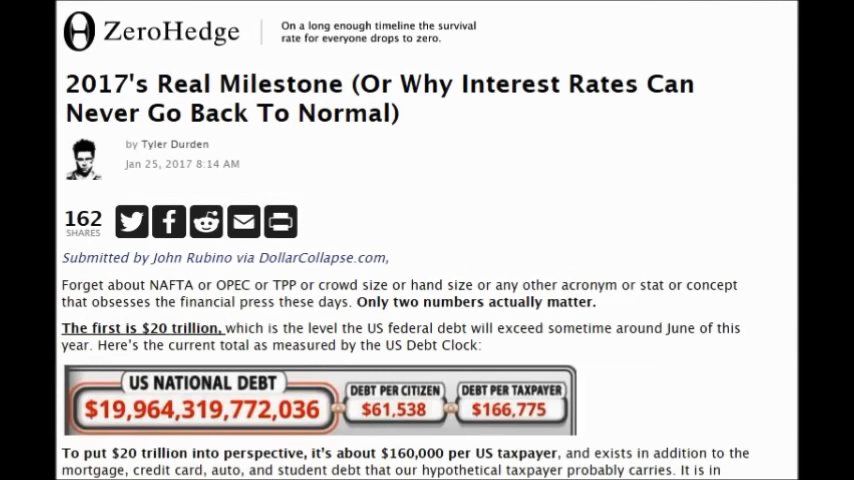 ZeroHedge
On a long enough timeline the survival
rate for everyone drops to zero.
2017's Real Milestone (Or Why Interest Rates Can
Never Go Back To Normal)
by Tyler Durden
Jan 25, 2017 8:14 AM
162
SHARES
Submitted by John Rubino via DollarCollapse.com,
Forget about NAFTA or OPEC or TPP or crowd size or hand size or any other acronym or stat or concept
that obsesses the financial press these days. Only two numbers actually matter.
The first is $20 trillion, which is the level the US federal debt will exceed sometime around June of this
year. Here's the current total as measured by the US Debt Clock:
US NATIONAL DEBT
$19,964,319,772,036
DEBT PER CITIZEN
$61,538
DEBT PER TAXPAYER
$166,775
To put $20 trillion into perspective, it's about $160,000 per US taxpayer, and exists in addition to the
mortgage, credit card, auto, and student debt that our hypothetical taxpayer probably carries. It is in